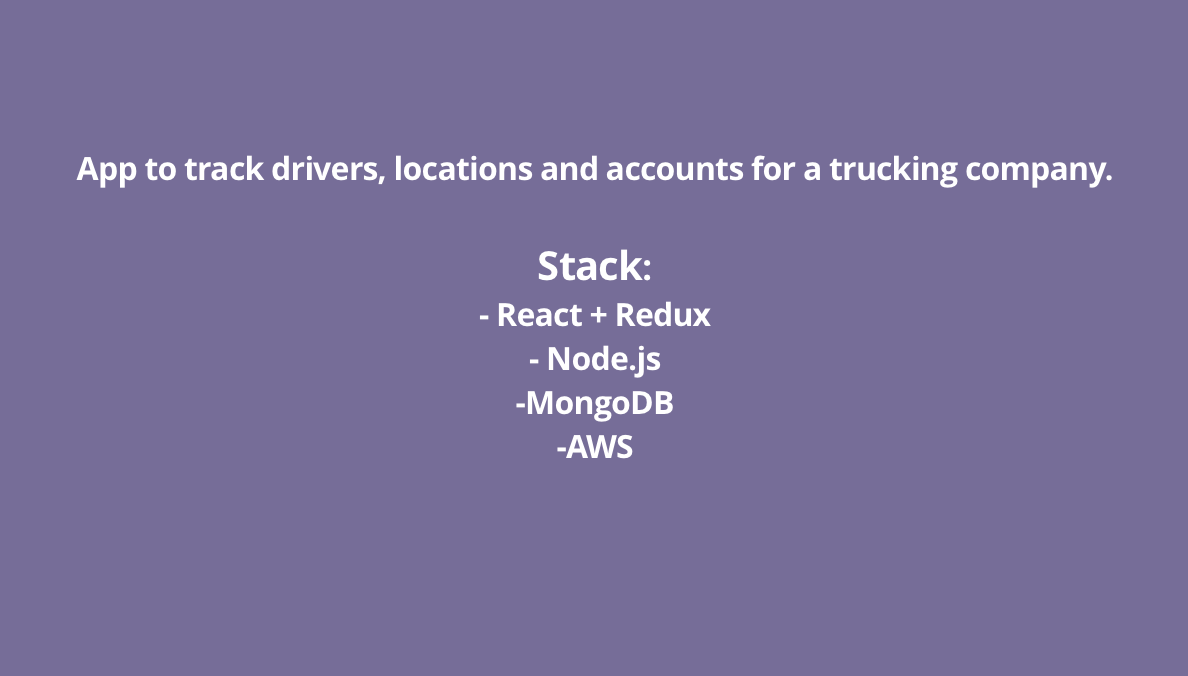 App to track drivers, locations and accounts for a trucking company.
Stack:
- React + Redux
- Node.js
-MongoDB
-AWS